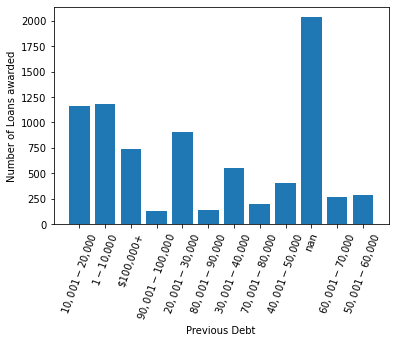 2000
1750
1500
1250
1000
750
500
250
0
Number of Loans awarded
10,001 − 20,000
1 − 10,000
$100,000+
90,001 − 100,000
20,001 − 30,000
80,001 − 90,000
30,001 − 40,000
70,001 − 80,000
40,001 − 50,000
nan
60,001 − 70,000
50,001 − 60,000
Previous Debt